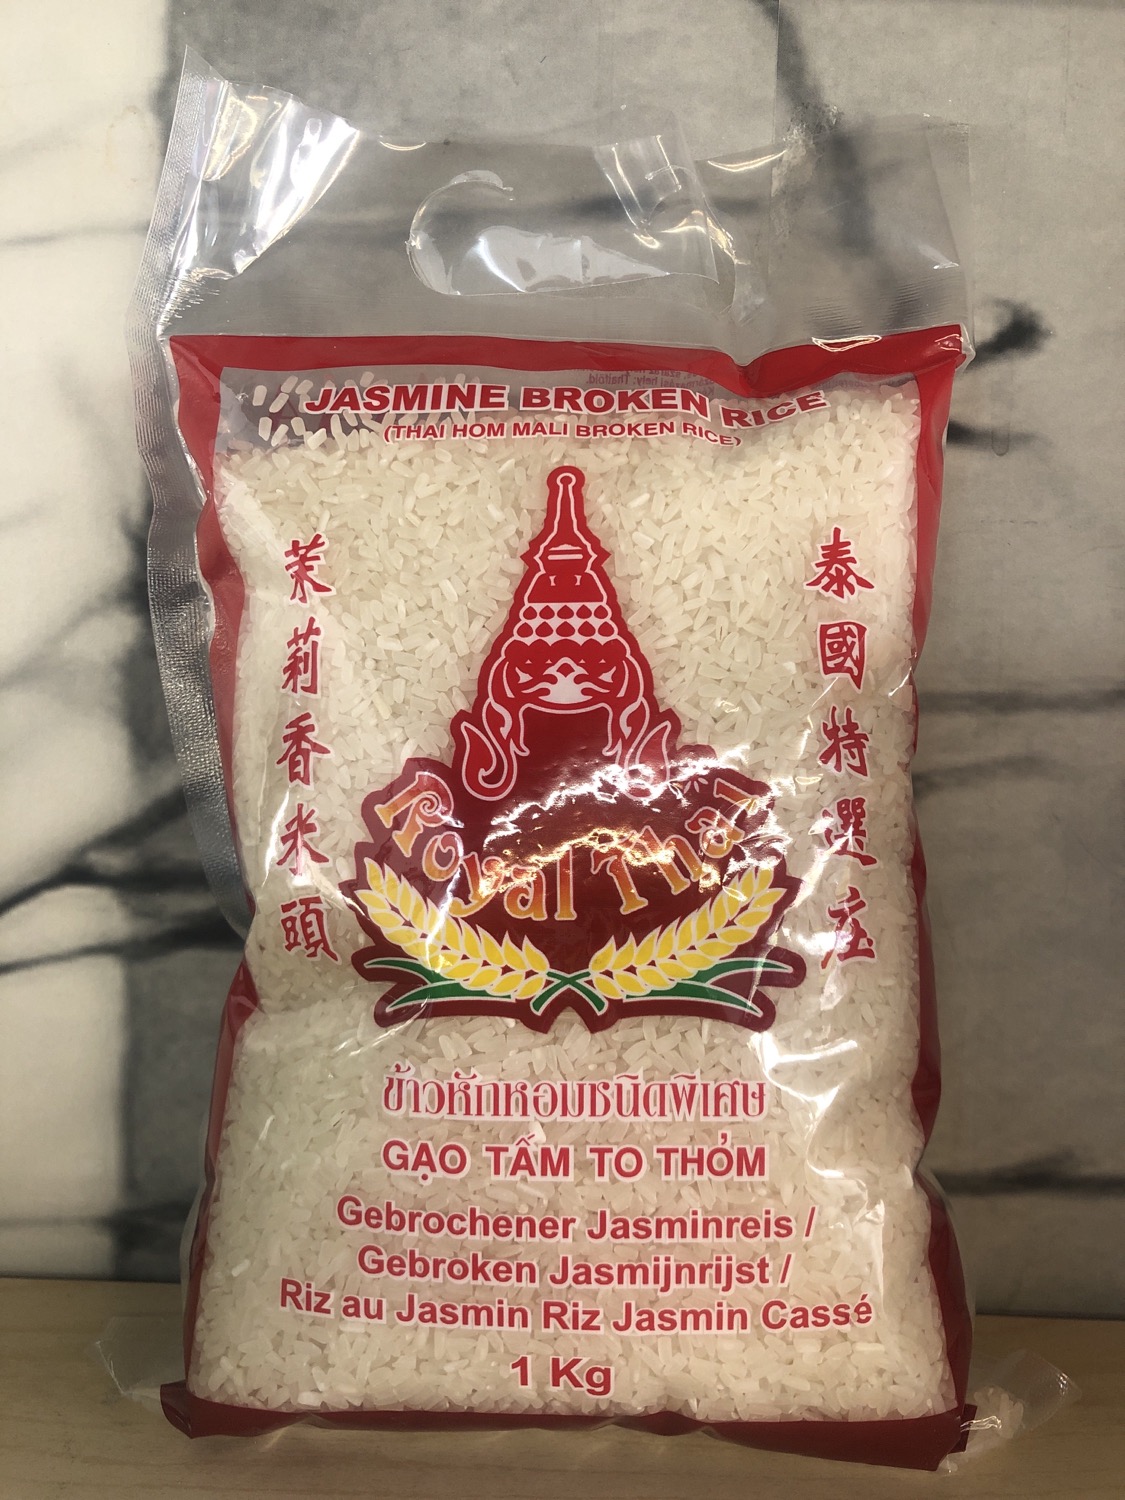 JASMINE BROKEN RICE
(THAI HOM MALI BROKEN RICE)
茉莉香米頭
泰國特選庄
Royal Thai
ข้าวหักหอมชนิดพิเศษ
GẠO TẤM TO THỎM
Gebrochener Jasminreis /
Gebroken Jasmijnrijst /
Riz au Jasmin Riz Jasmin Cassé
1 Kg